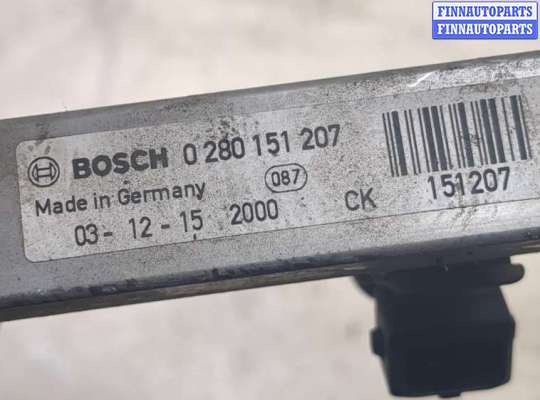 FINNAUTOPARTS
FINNAUTOPARTS
BOSCH 0 280 151 207
Made in Germany 087
03- 12 - 15 2000 CK
151207